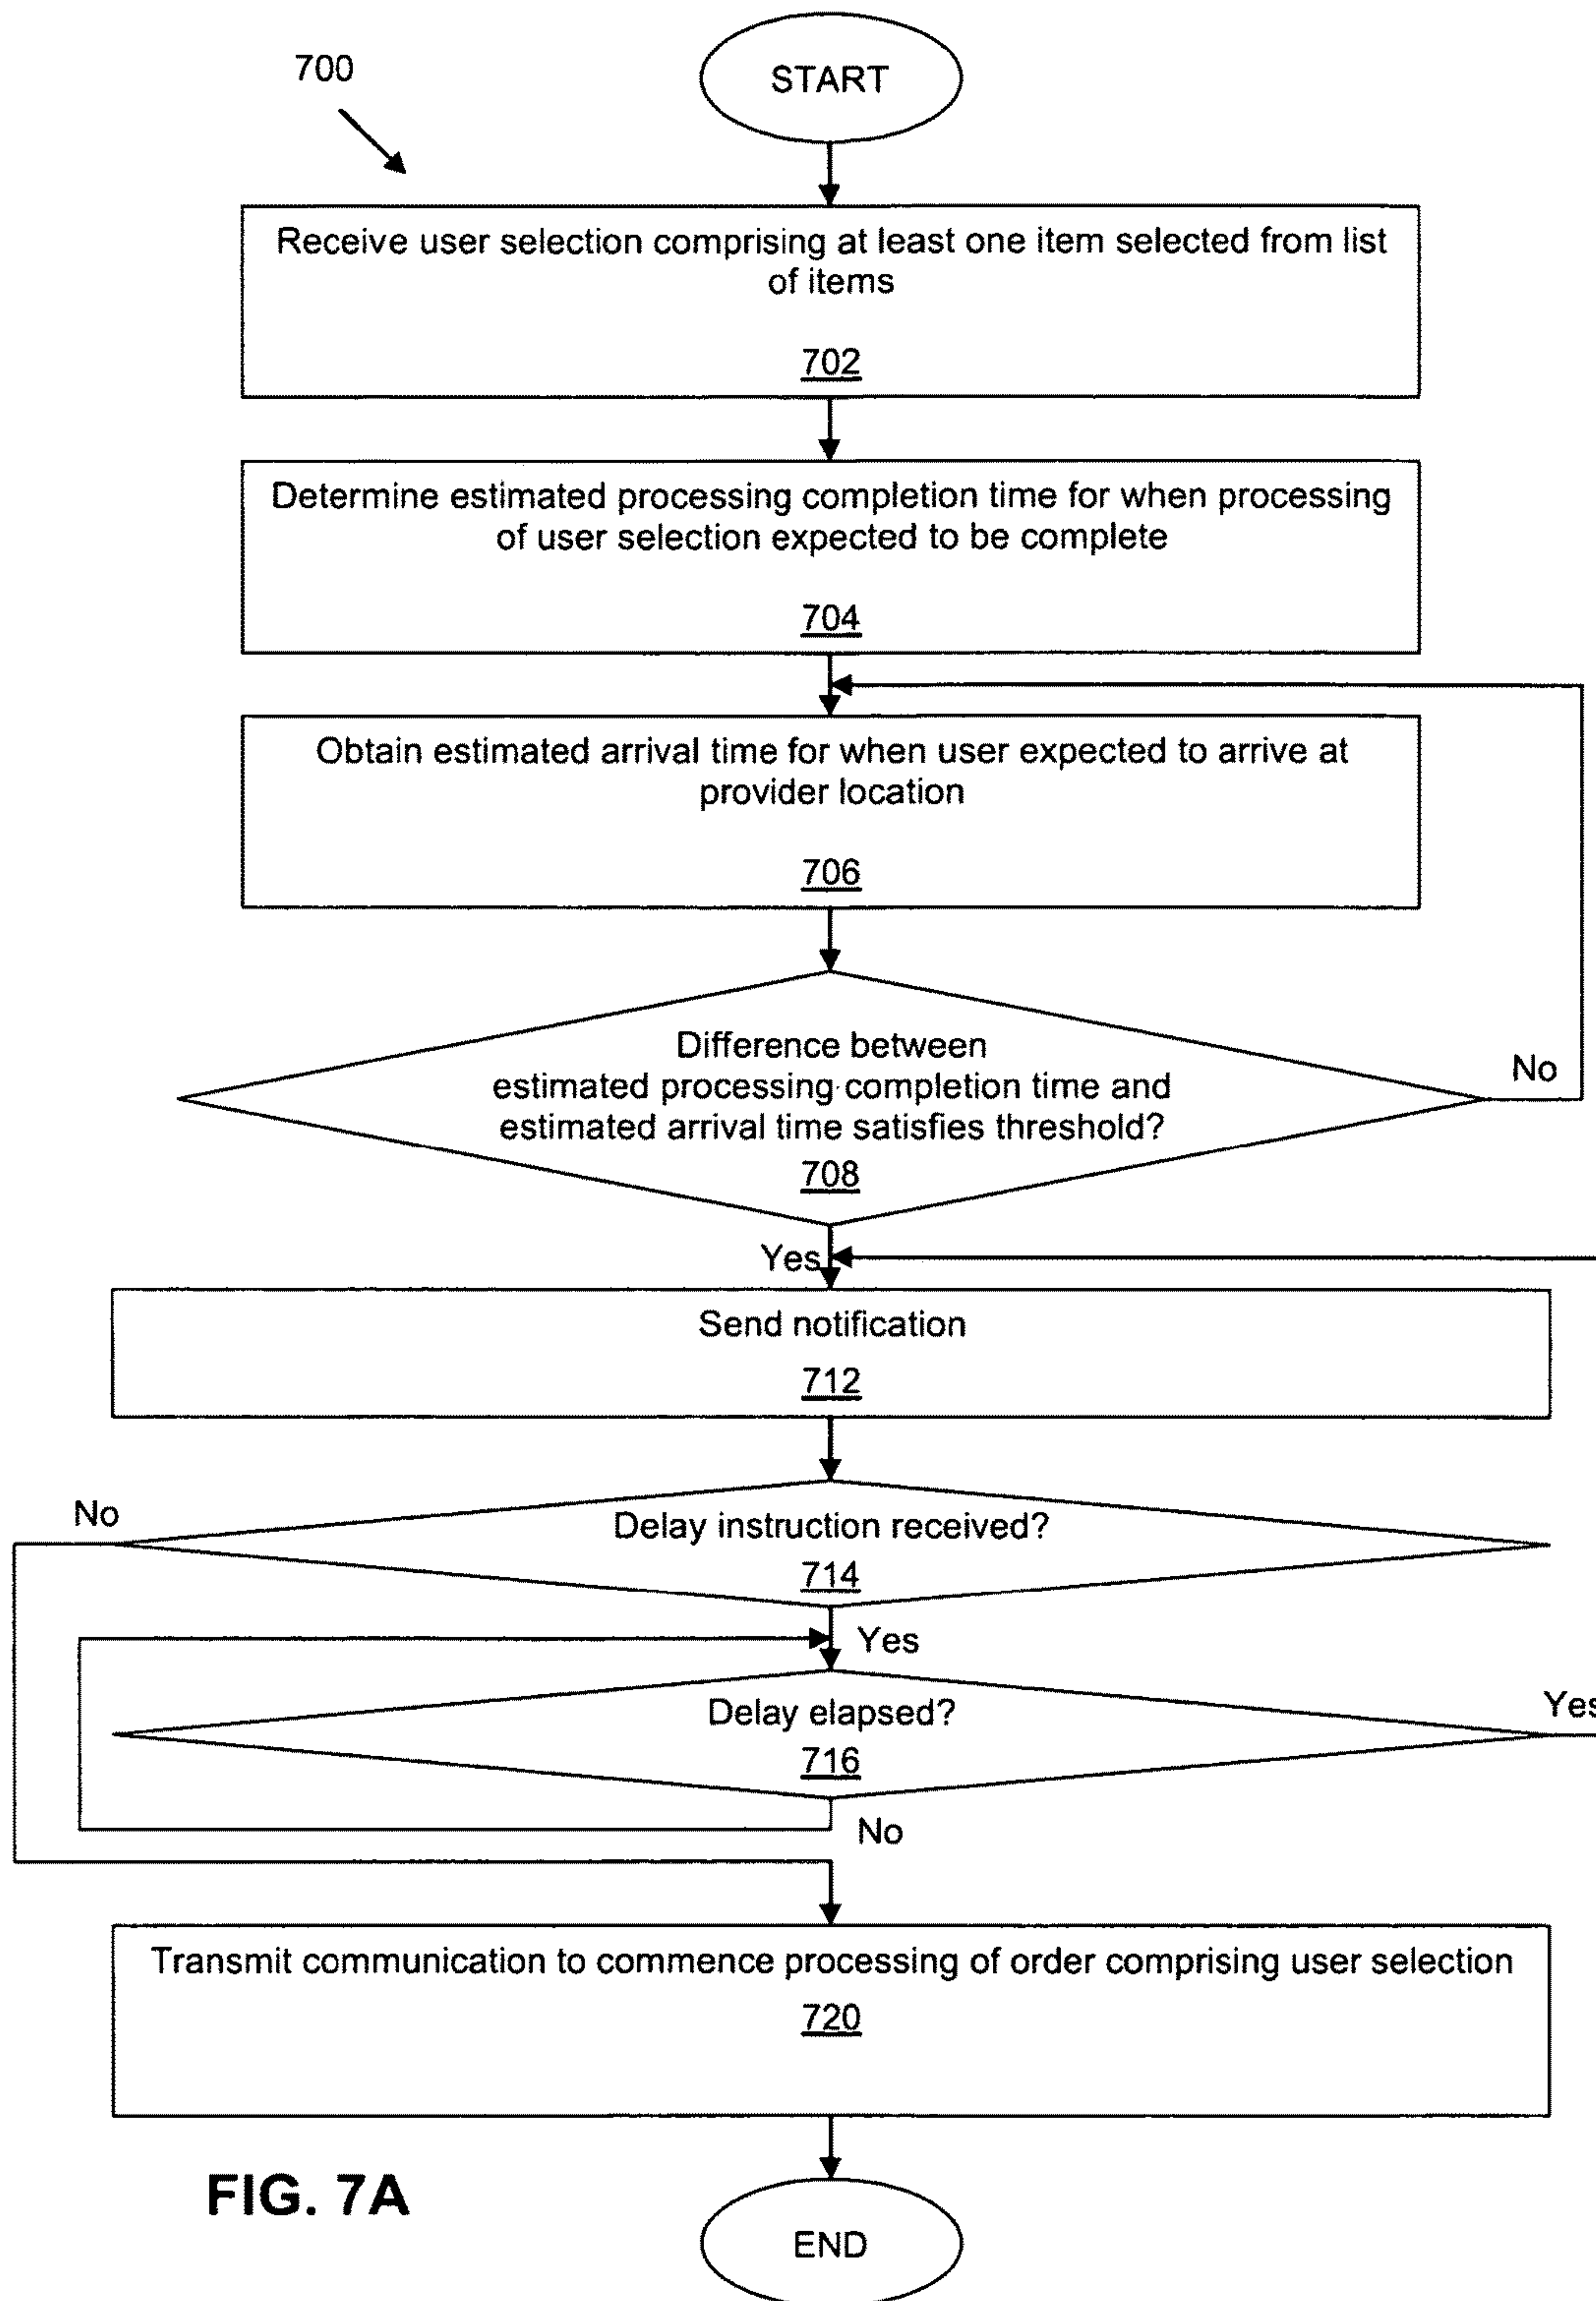 700
START
Receive user selection comprising at least one item selected from list
of items
702
Determine estimated processing completion time for when processing
of user selection expected to be complete
704
Obtain estimated arrival time for when user expected to arrive at
provider location
706
Difference between
estimated processing completion time and
estimated arrival time satisfies threshold?
708
No
Yes
Send notification
712
No
Delay instruction received?
714
Yes
Delay elapsed?
716
Yes
No
Transmit communication to commence processing of order comprising user selection
720
FIG. 7A
END